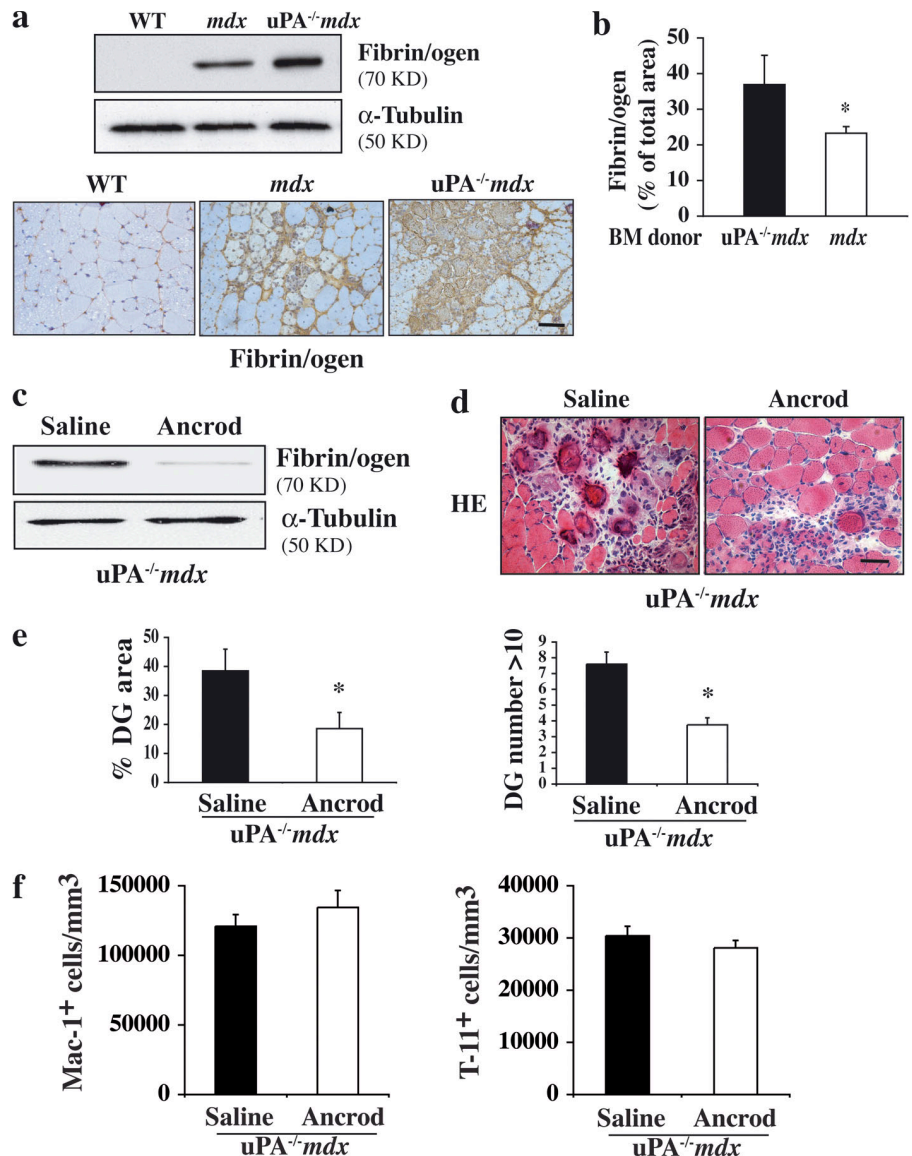 a
WT mdx uPA-/-mdx
Fibrin/ogen
(70 KD)
α-Tubulin
(50 KD)
WT mdx uPA-/-mdx
Fibrin/ogen
b
Fibrin/ogen
(% of total area)
50
40
30
20
10
0
*
BM donor uPA-/-mdx mdx
c
Saline Ancrod
Fibrin/ogen
(70 KD)
α-Tubulin
(50 KD)
uPA-/-mdx
d
Saline Ancrod
HE
uPA-/-mdx
e
% DG area
50
40
30
20
10
0
*
Saline Ancrod
uPA-/-mdx
DG number >10
9
8
7
6
5
4
3
2
1
0
*
Saline Ancrod
uPA-/-mdx
f
Mac-1+ cells/mm3
150000
100000
50000
0
Saline Ancrod
uPA-/-mdx
T-11+ cells/mm3
40000
30000
20000
10000
0
Saline Ancrod
uPA-/-mdx